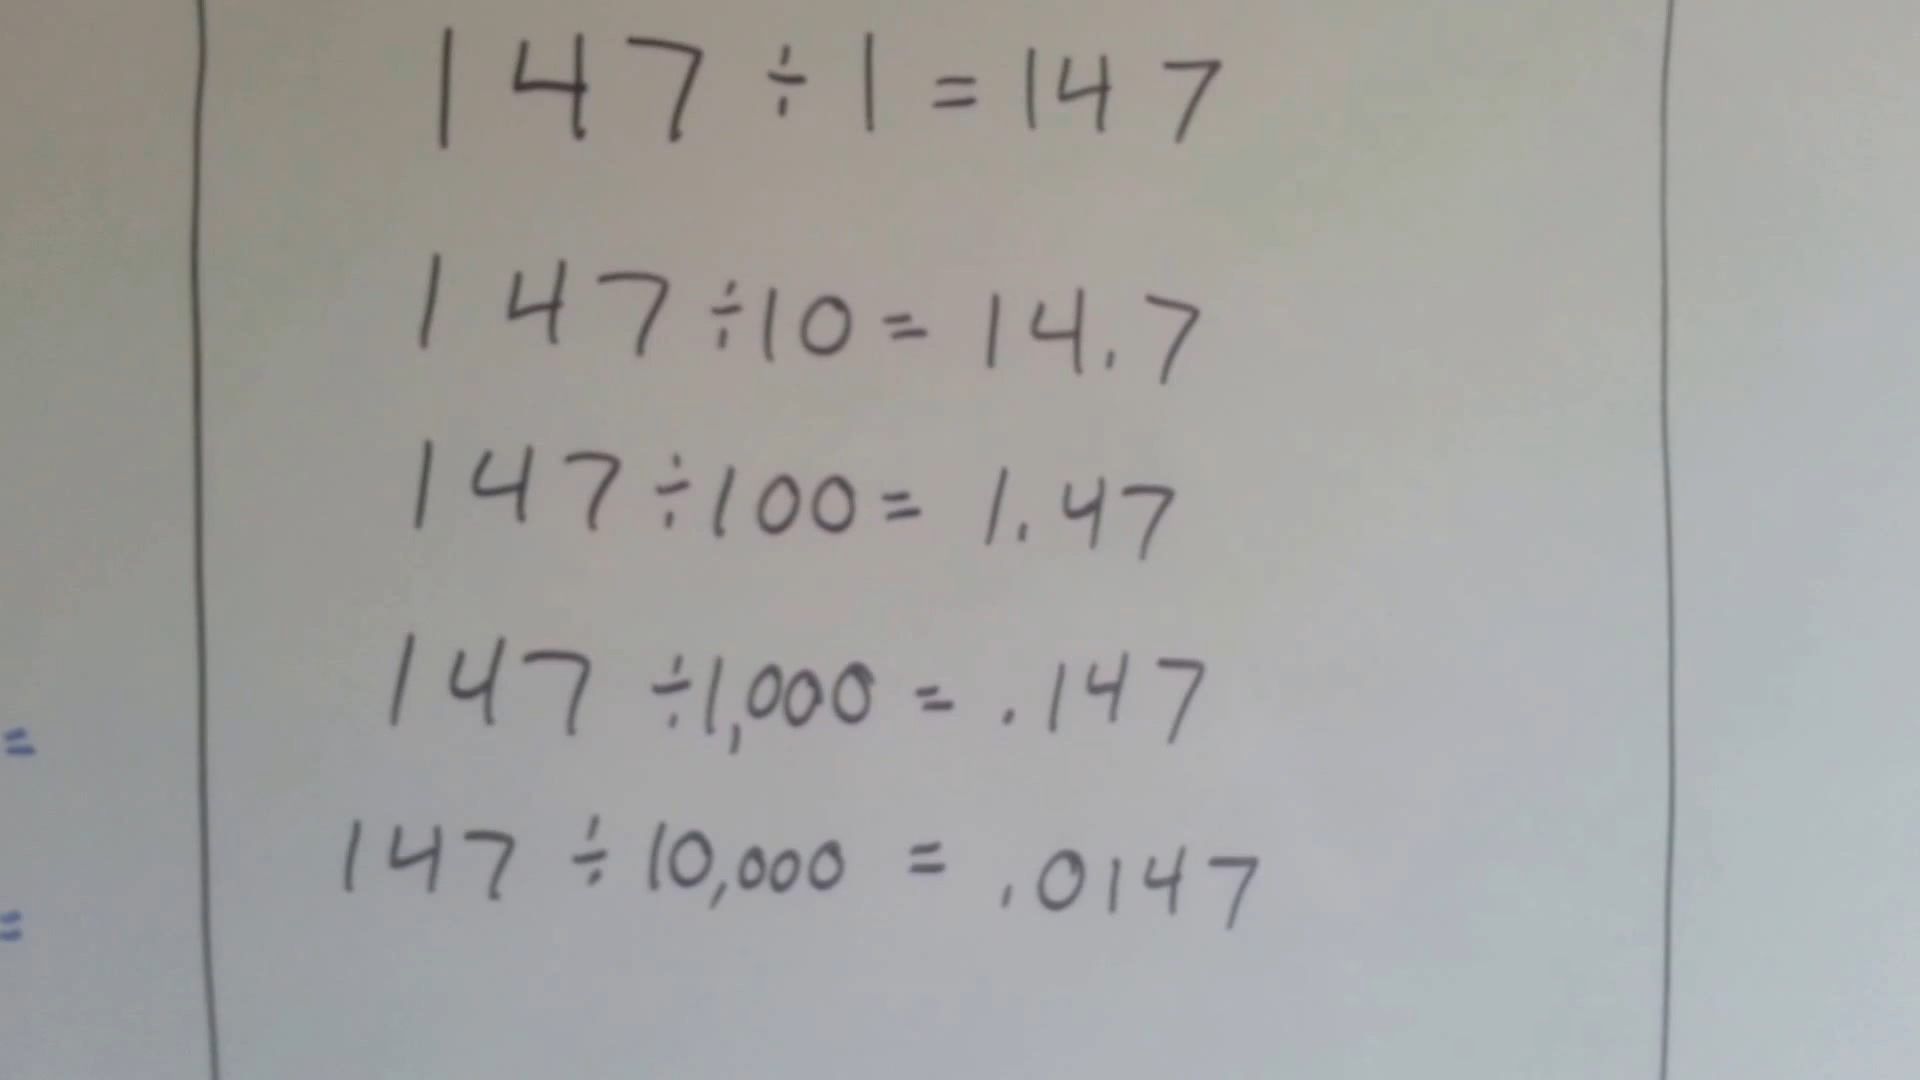 147 ÷ 1 = 147
147 ÷ 10 = 14.7
147 ÷ 100 = 1.47
147 ÷ 1,000 = .147
147 ÷ 10,000 = .0147